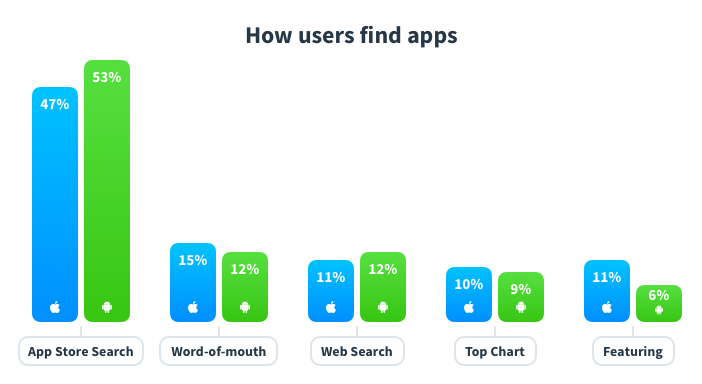 How users find apps
47%
53%
15%
12%
11%
12%
10%
9%
11%
6%
App Store Search
Word-of-mouth
Web Search
Top Chart
Featuring